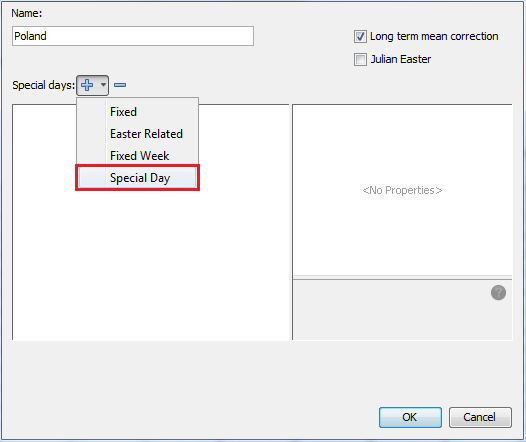 Name:
Poland
Long term mean correction
Julian Easter
Special days:
Fixed
Easter Related
Fixed Week
Special Day
<No Properties>
?
OK
Cancel